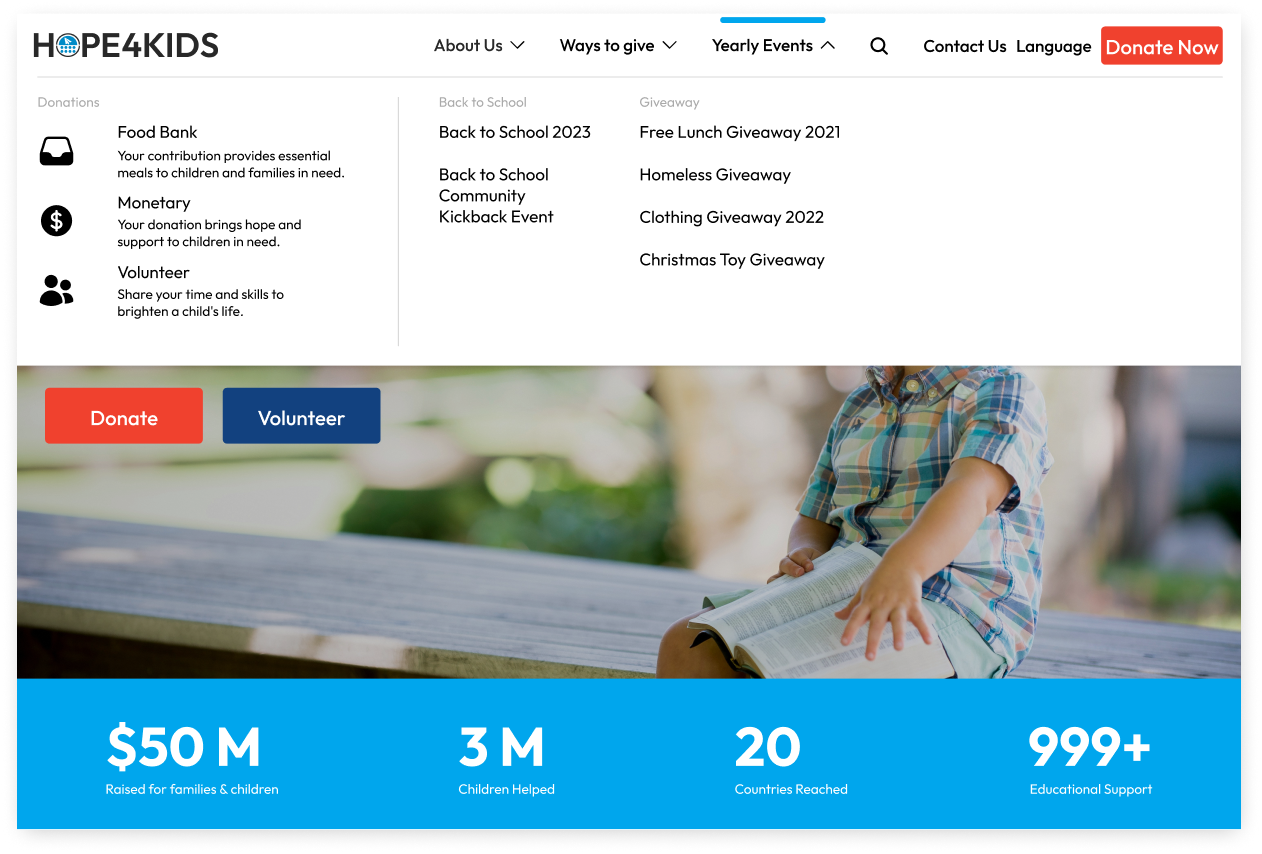 HOPE4KIDS
About Us
Ways to give
Yearly Events
Contact Us
Language
Donate Now
Donations
Food Bank
Your contribution provides essential
meals to children and families in need.
Monetary
Your donation brings hope and
support to children in need.
Volunteer
Share your time and skills to
brighten a child's life.
Back to School
Back to School 2023
Back to School
Community
Kickback Event
Giveaway
Free Lunch Giveaway 2021
Homeless Giveaway
Clothing Giveaway 2022
Christmas Toy Giveaway
Donate
Volunteer
$50 M
Raised for families & children
3 M
Children Helped
20
Countries Reached
999+
Educational Support